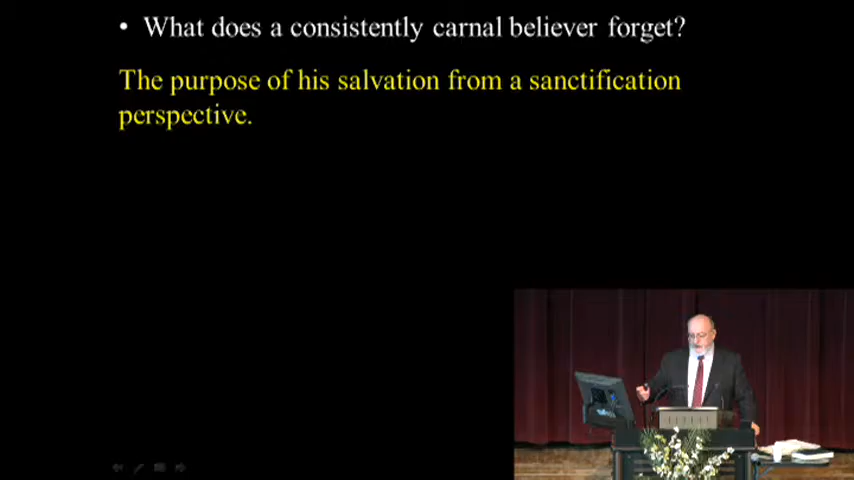 • What does a consistently carnal believer forget?
The purpose of his salvation from a sanctification
perspective.